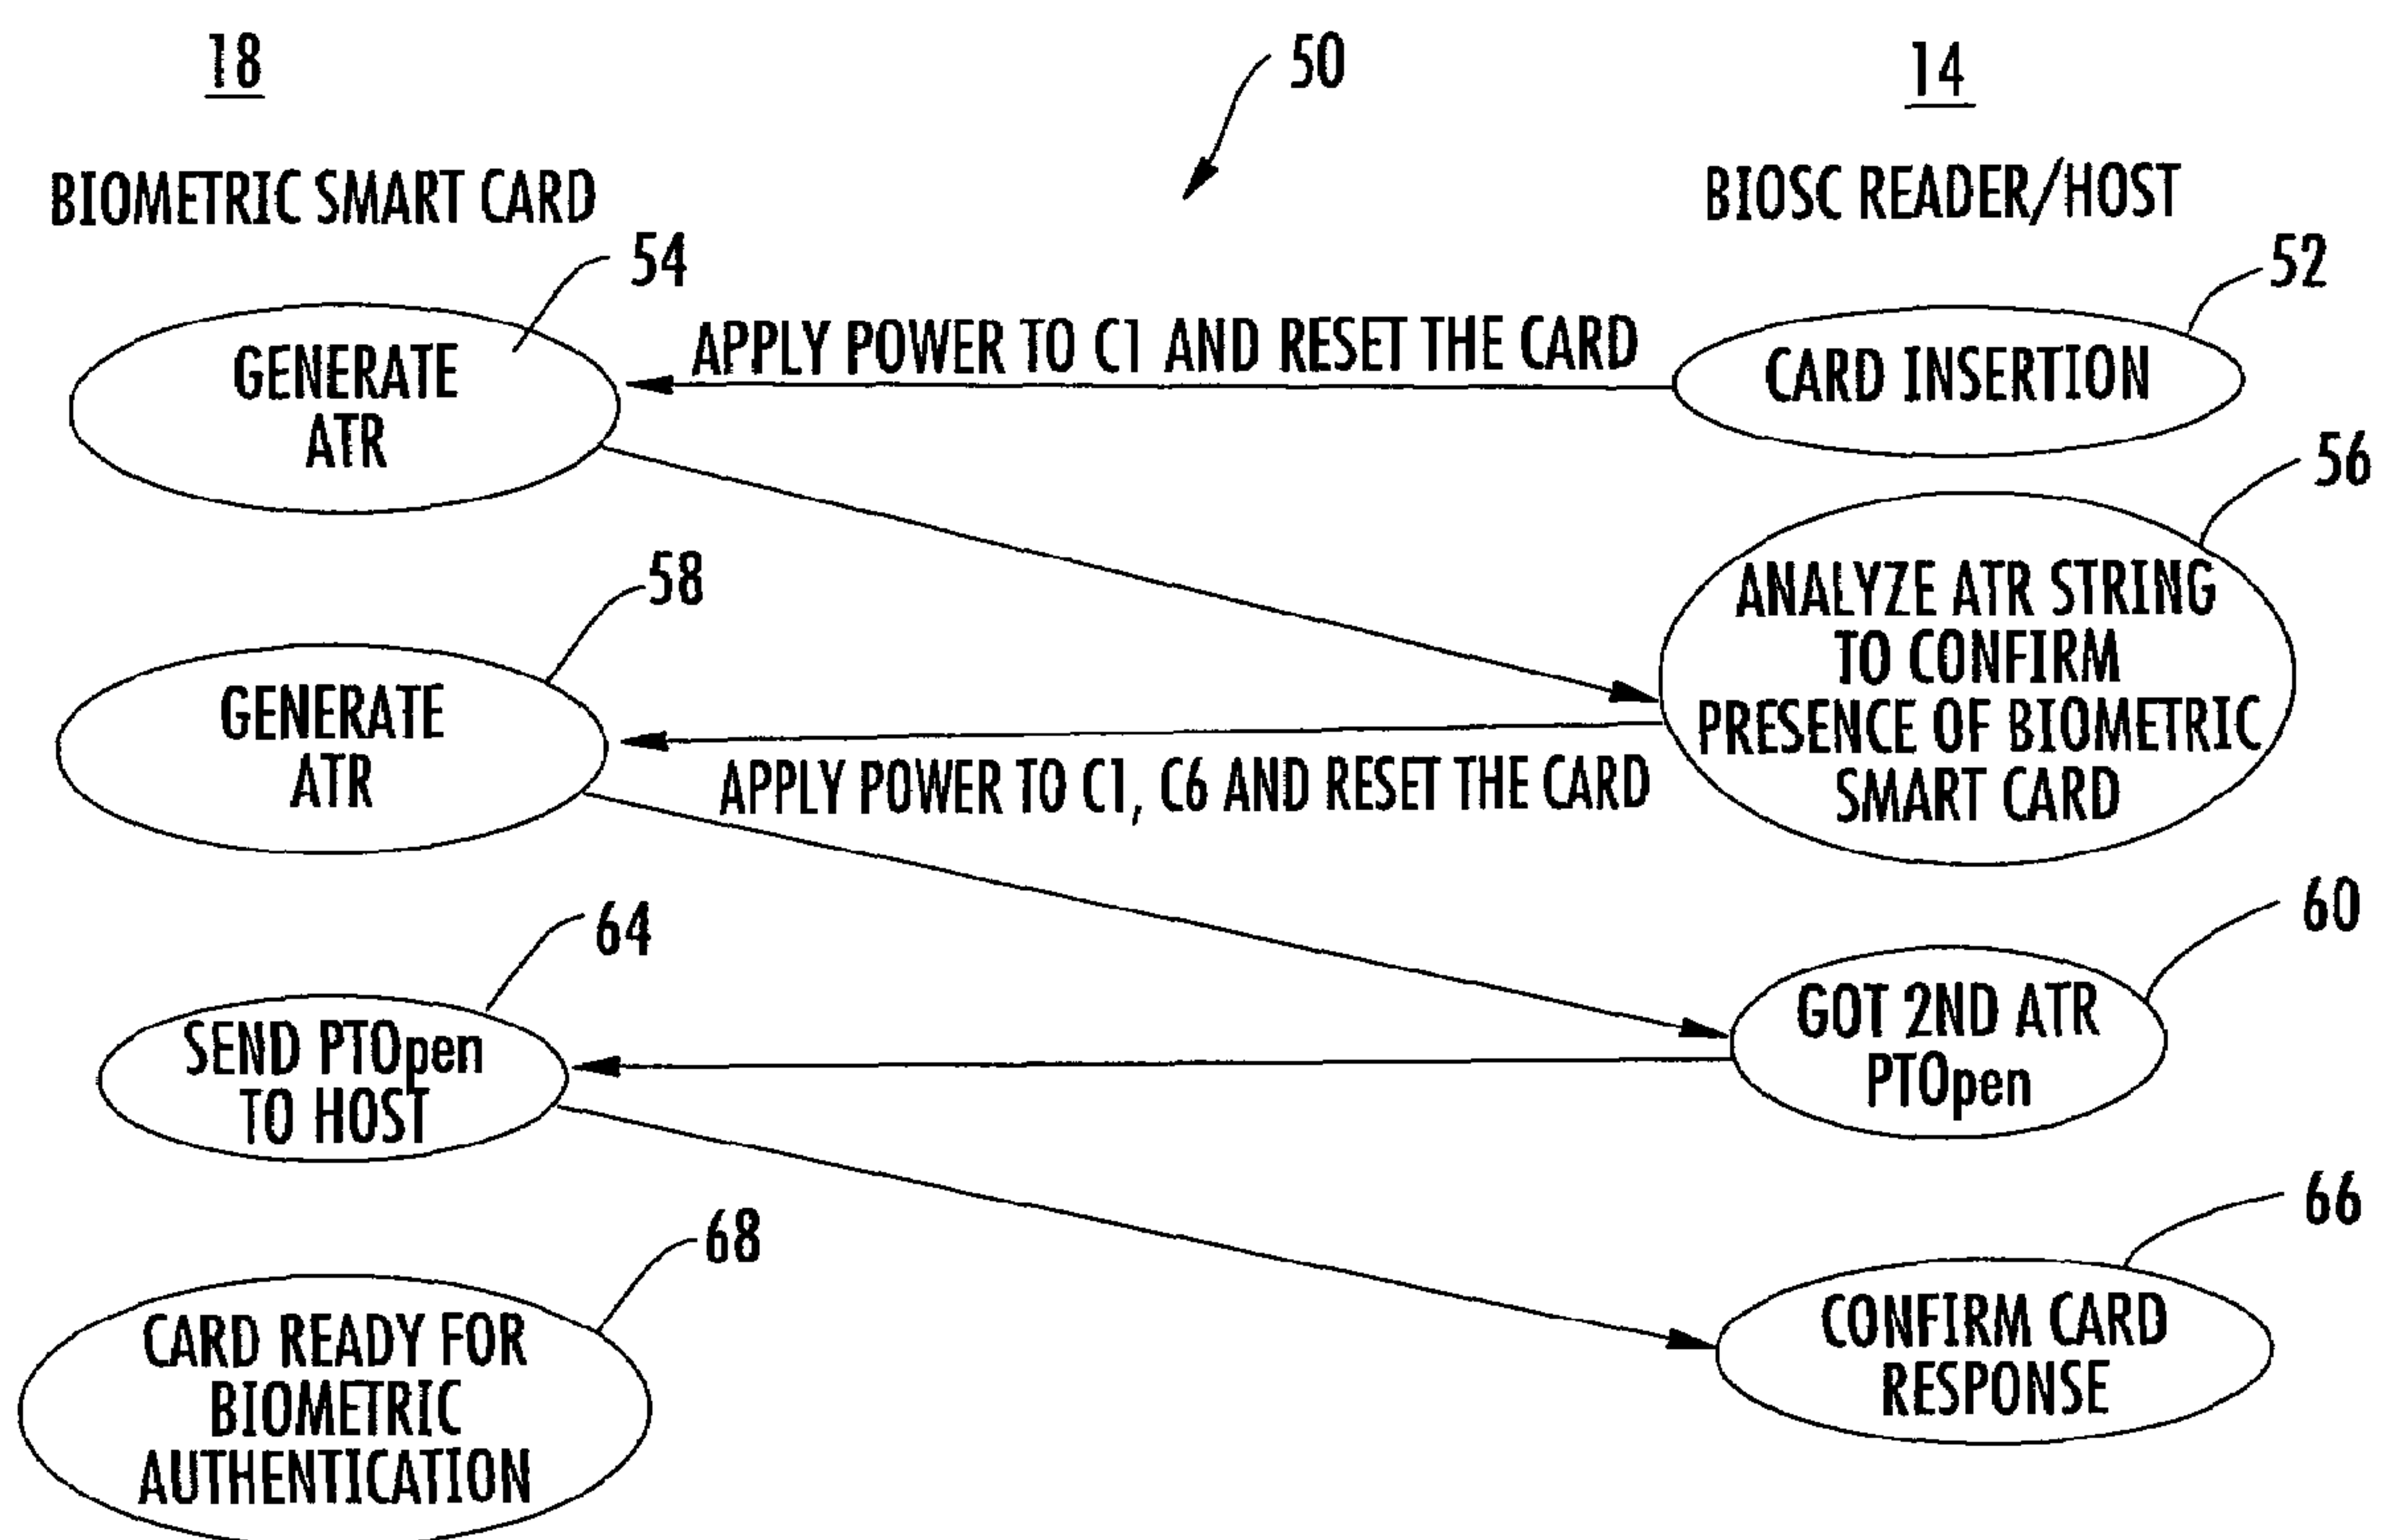 18
50
14
BIOMETRIC SMART CARD
BIOSC READER/HOST
54
52
APPLY POWER TO C1 AND RESET THE CARD
GENERATE
ATR
CARD INSERTION
56
58
ANALYZE ATR STRING
TO CONFIRM
PRESENCE OF BIOMETRIC
SMART CARD
GENERATE
ATR
APPLY POWER TO C1, C6 AND RESET THE CARD
64
60
SEND PTOpen
TO HOST
GOT 2ND ATR
PTOpen
68
66
CARD READY FOR
BIOMETRIC
AUTHENTICATION
CONFIRM CARD
RESPONSE